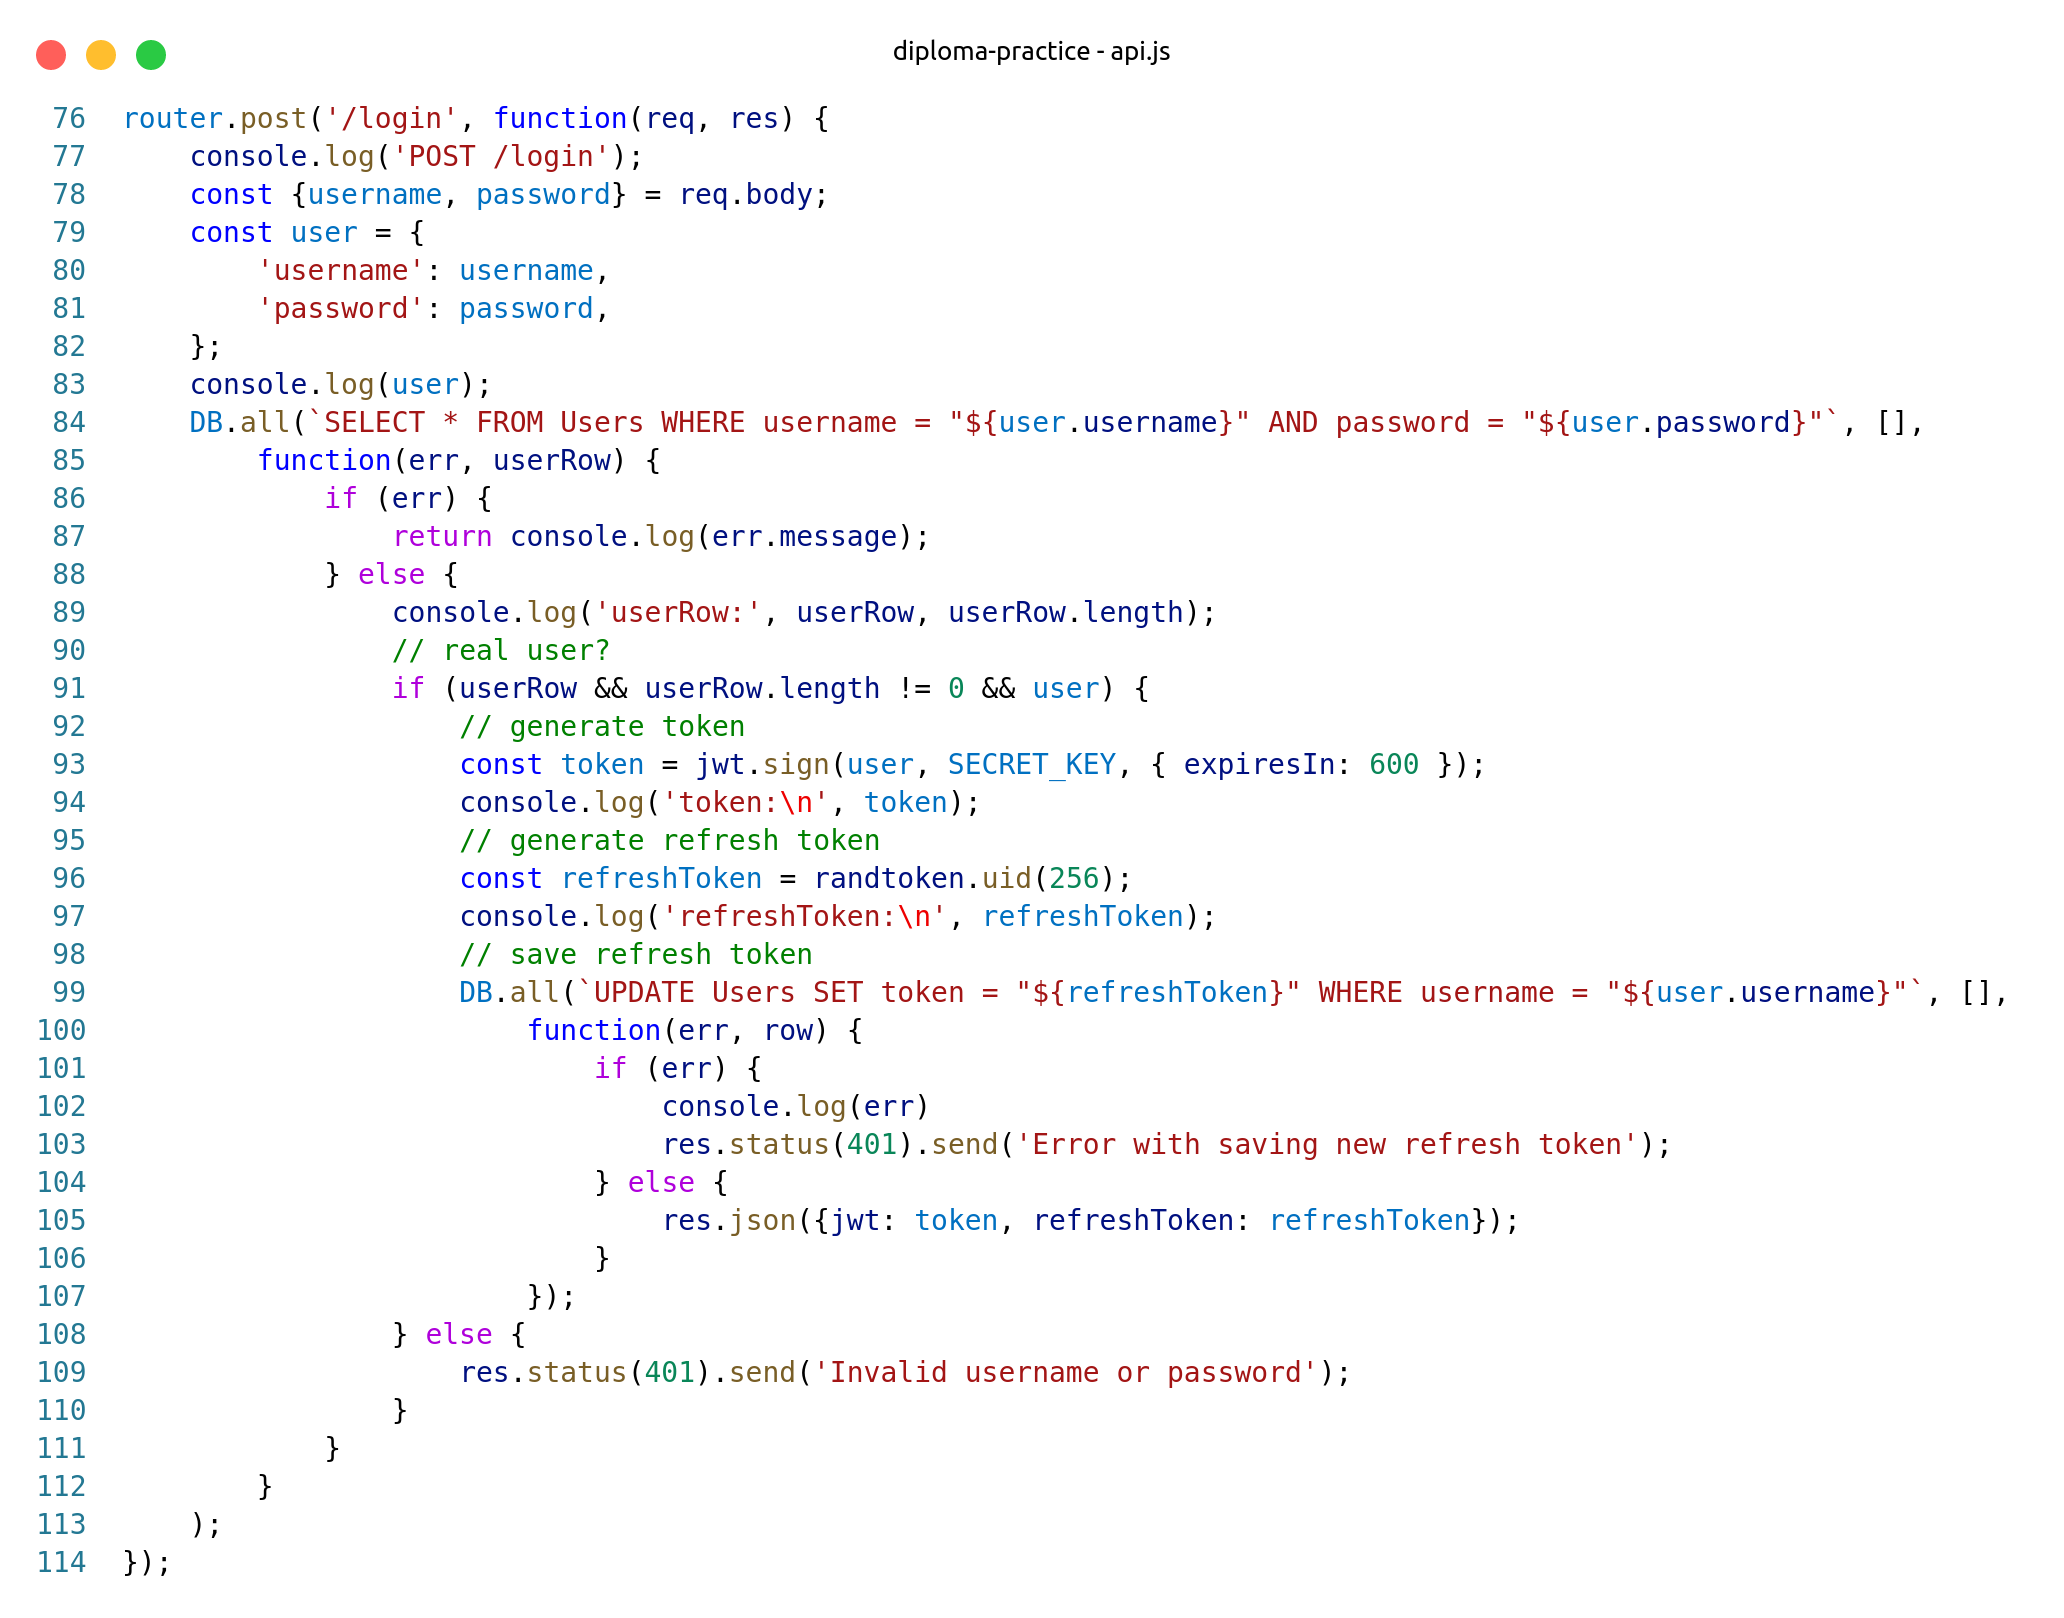 diploma-practice - api.js
76 router.post('/login', function(req, res) {
77     console.log('POST /login');
78     const {username, password} = req.body;
79     const user = {
80         'username': username,
81         'password': password,
82     };
83     console.log(user);
84     DB.all(`SELECT * FROM Users WHERE username = "${user.username}" AND password = "${user.password}"`, [],
85         function(err, userRow) {
86             if (err) {
87                 return console.log(err.message);
88             } else {
89                 console.log('userRow:', userRow, userRow.length);
90                 // real user?
91                 if (userRow && userRow.length != 0 && user) {
92                     // generate token
93                     const token = jwt.sign(user, SECRET_KEY, { expiresIn: 600 });
94                     console.log('token:\n', token);
95                     // generate refresh token
96                     const refreshToken = randtoken.uid(256);
97                     console.log('refreshToken:\n', refreshToken);
98                     // save refresh token
99                     DB.all(`UPDATE Users SET token = "${refreshToken}" WHERE username = "${user.username}"`, [],
100                         function(err, row) {
101                             if (err) {
102                                 console.log(err)
103                                 res.status(401).send('Error with saving new refresh token');
104                             } else {
105                                 res.json({jwt: token, refreshToken: refreshToken});
106                             }
107                         });
108                 } else {
109                     res.status(401).send('Invalid username or password');
110                 }
111             }
112         }
113     );
114 });